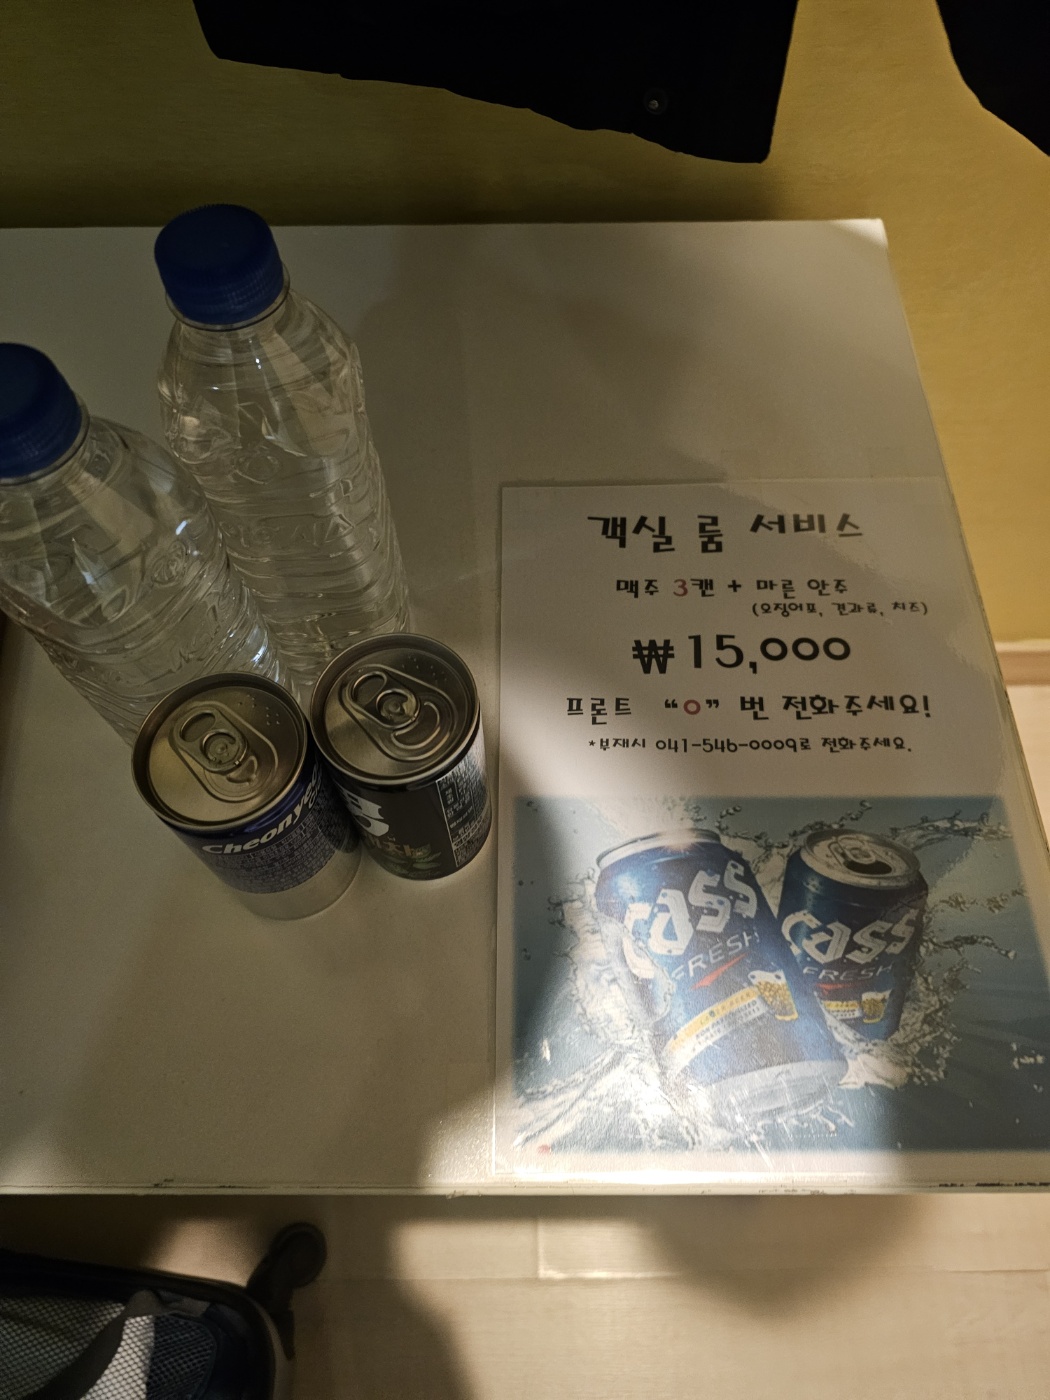 객실 룸 서비스
맥주 3캔 + 마른 안주
(오징어포, 견과류, 치즈)
₩15,000
프론트 “0” 번 전화주세요!
*부재시 041-546-0009로 전화주세요.
Cass
FRESH
Cass
FRESH
Cheonyeon